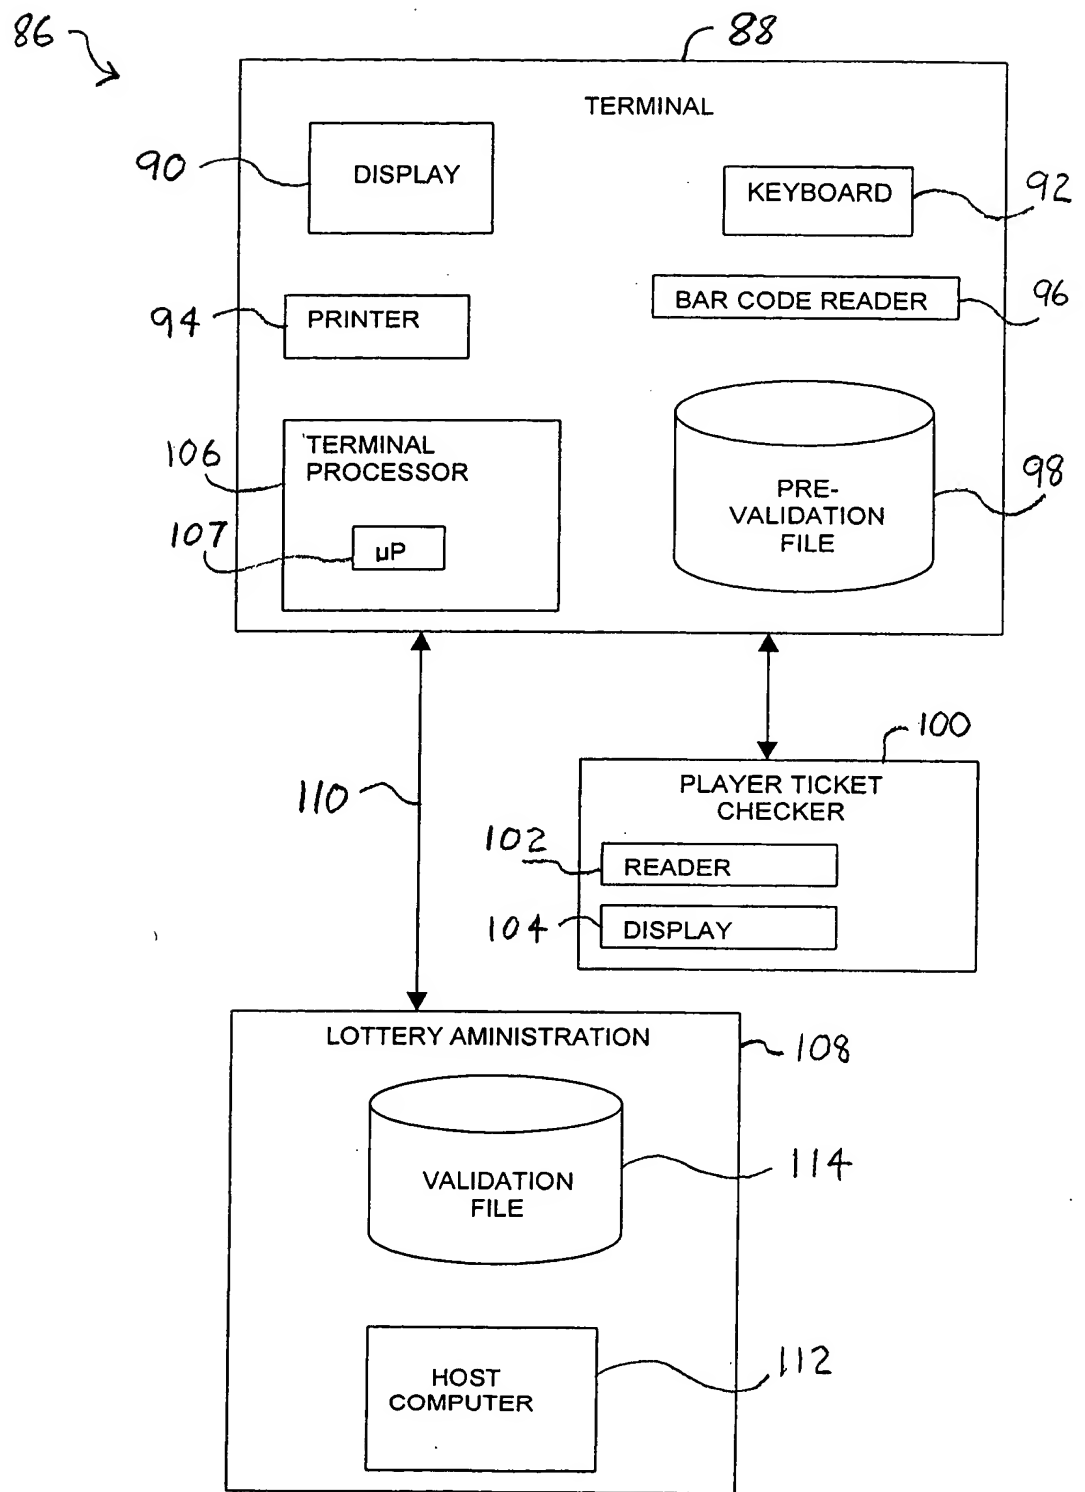 86
88
TERMINAL
90
DISPLAY
KEYBOARD
92
94
PRINTER
BAR CODE READER
96
106
TERMINAL
PROCESSOR
107
µP
PRE-
VALIDATION
FILE
98
110
100
PLAYER TICKET
CHECKER
102
READER
104
DISPLAY
LOTTERY AMINISTRATION
108
VALIDATION
FILE
114
HOST
COMPUTER
112